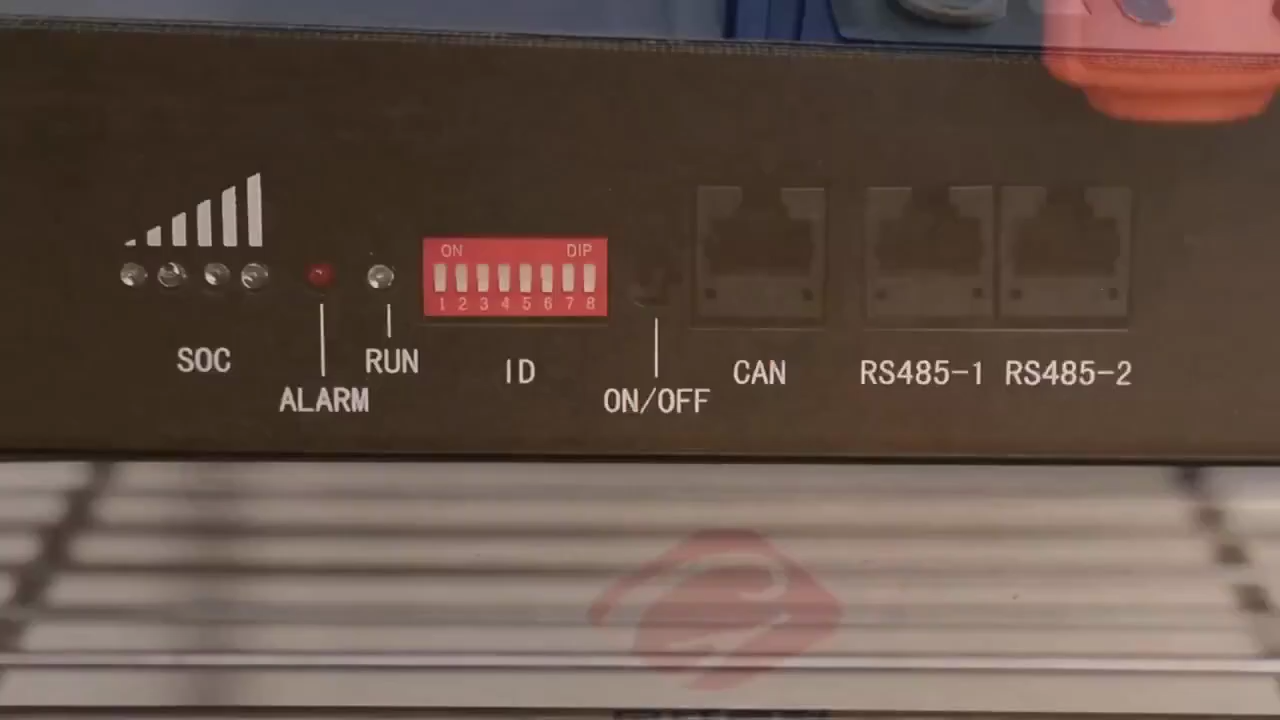 ON DIP
1 2 3 4 5 6 7 8
SOC
ALARM
RUN
ID
ON/OFF
CAN
RS485-1
RS485-2